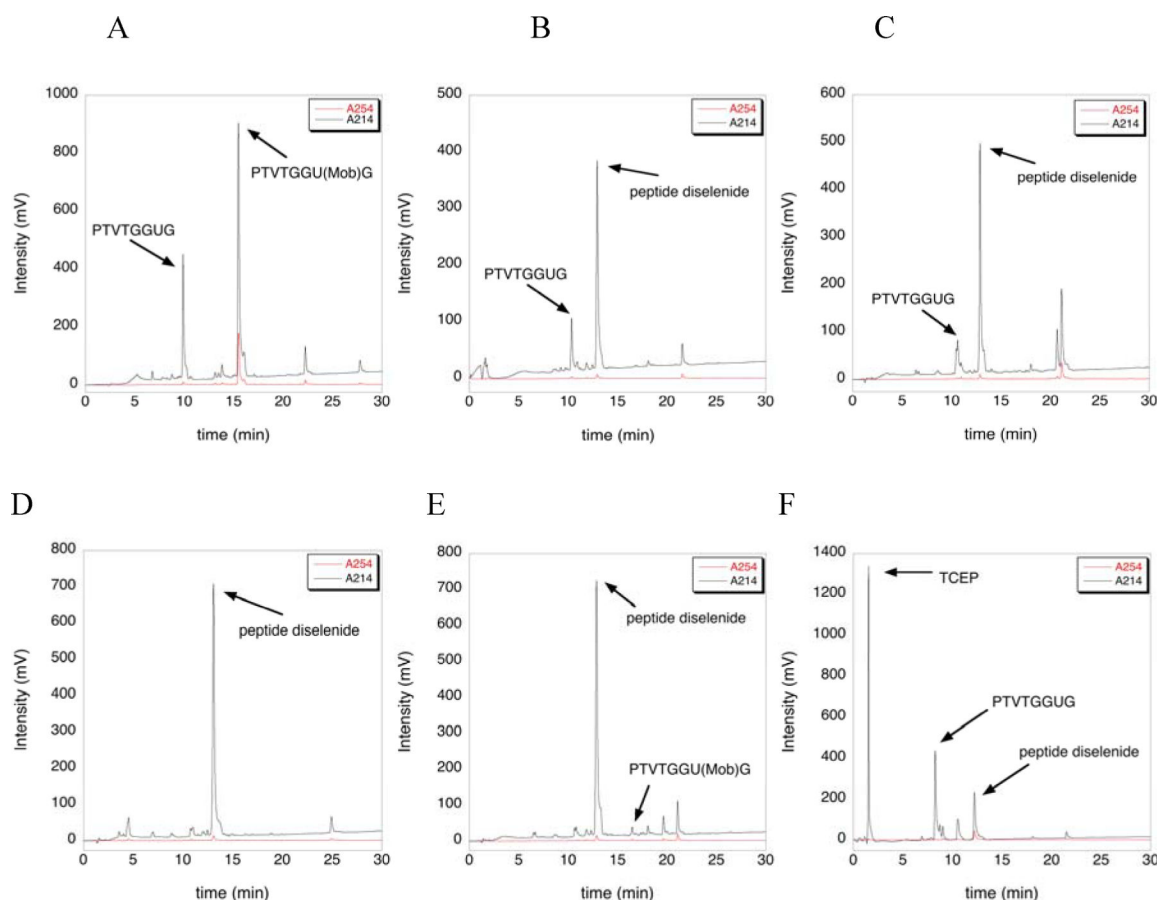 A
B
C
1000
800
600
400
200
0
0
5
10
15
20
25
30
Intensity (mV)
time (min)
A254
A214
PTVTGGUG
PTVTGGU(Mob)G
500
400
300
200
100
0
0
5
10
15
20
25
30
Intensity (mV)
time (min)
A254
A214
peptide diselenide
PTVTGGUG
600
500
400
300
200
100
0
0
5
10
15
20
25
30
Intensity (mV)
time (min)
A254
A214
peptide diselenide
PTVTGGUG
D
E
F
800
700
600
500
400
300
200
100
0
0
5
10
15
20
25
30
Intensity (mV)
time (min)
A254
A214
peptide diselenide
800
700
600
500
400
300
200
100
0
0
5
10
15
20
25
30
Intensity (mV)
time (min)
A254
A214
peptide diselenide
PTVTGGU(Mob)G
1400
1200
1000
800
600
400
200
0
0
5
10
15
20
25
30
Intensity (mV)
time (min)
A254
A214
TCEP
PTVTGGUG
peptide diselenide